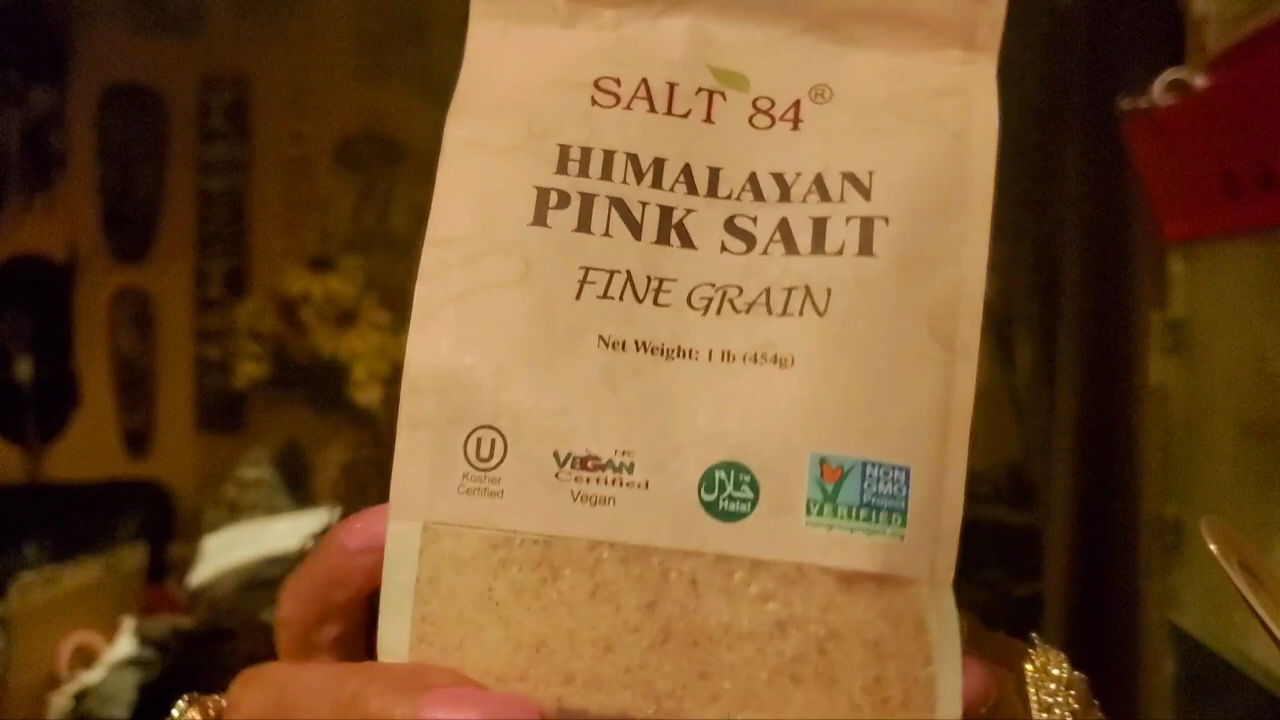 SALT 84®
HIMALAYAN
PINK SALT
FINE GRAIN
Net Weight: 1 lb (454g)
U
Kosher
Certified
VEGAN
Certified
Vegan
حلال
Halal
NON
GMO
Project
VERIFIED